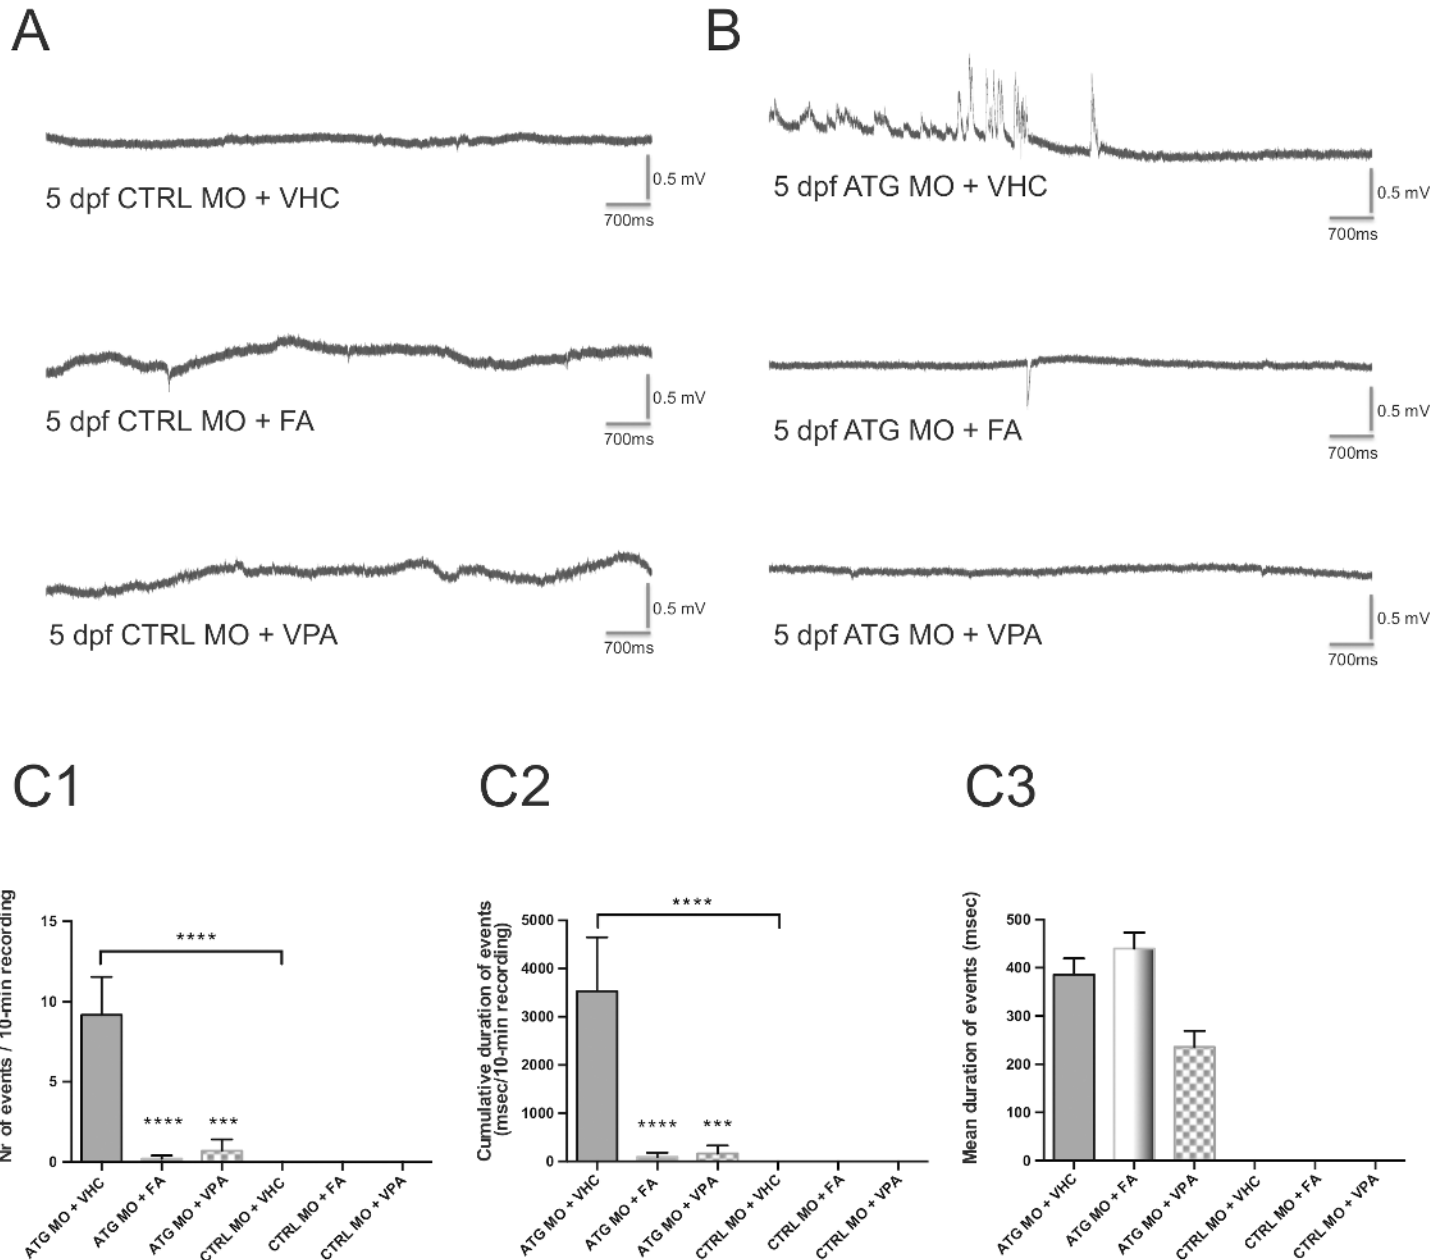 A
B
5 dpf CTRL MO + VHC
0.5 mV
700ms
5 dpf ATG MO + VHC
0.5 mV
700ms
5 dpf CTRL MO + FA
0.5 mV
700ms
5 dpf ATG MO + FA
0.5 mV
700ms
5 dpf CTRL MO + VPA
0.5 mV
700ms
5 dpf ATG MO + VPA
0.5 mV
700ms
C1
Nr of events / 10-min recording
15
10
5
0
****
****
***
ATG MO + VHC
ATG MO + FA
ATG MO + VPA
CTRL MO + VHC
CTRL MO + FA
CTRL MO + VPA
C2
Cumulative duration of events
(msec/10-min recording)
5000
4000
3000
2000
1000
0
****
****
***
ATG MO + VHC
ATG MO + FA
ATG MO + VPA
CTRL MO + VHC
CTRL MO + FA
CTRL MO + VPA
C3
Mean duration of events (msec)
500
400
300
200
100
0
ATG MO + VHC
ATG MO + FA
ATG MO + VPA
CTRL MO + VHC
CTRL MO + FA
CTRL MO + VPA